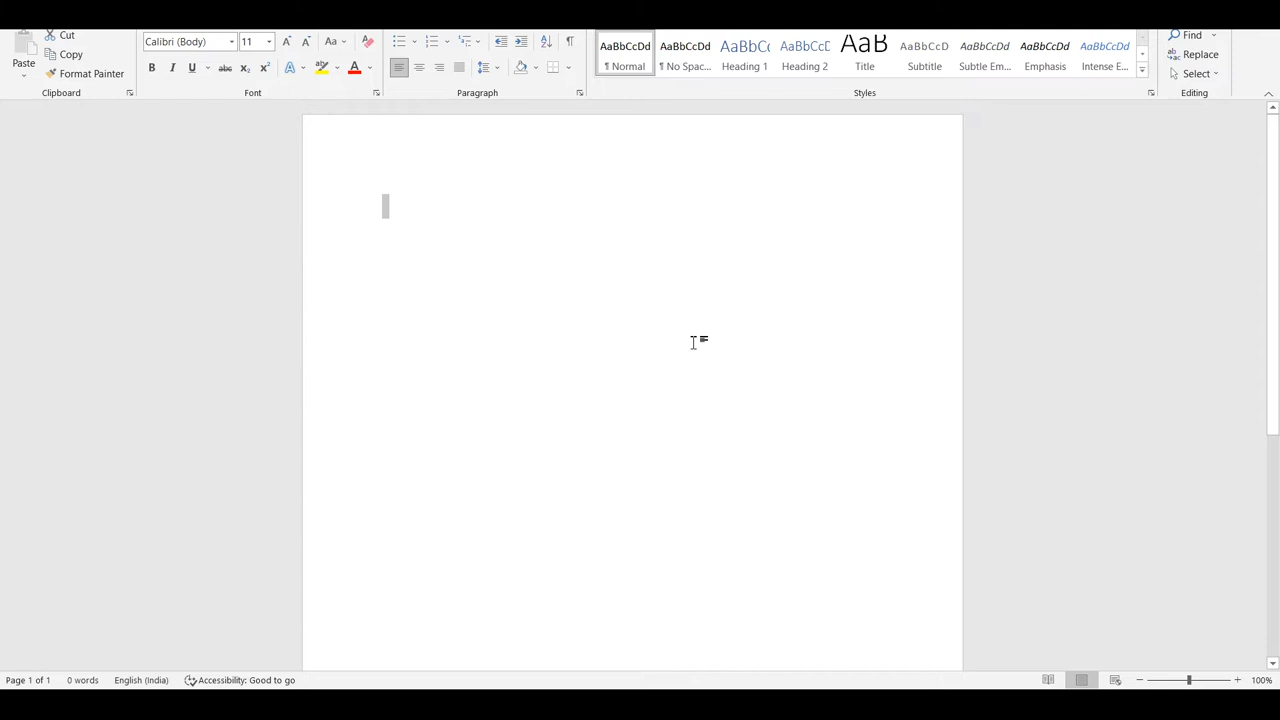 Cut
Copy
Paste
Format Painter
Clipboard
Calibri (Body)
11
Font
Paragraph
AaBbCcDd
¶ Normal
AaBbCcDd
¶ No Spac...
AaBbCc
Heading 1
AaBbCcD
Heading 2
AaB
Title
AaBbCcD
Subtitle
AaBbCcDd
Subtle Em...
AaBbCcDd
Emphasis
AaBbCcDd
Intense E...
Styles
Find
Replace
Select
Editing
Page 1 of 1
0 words
English (India)
Accessibility: Good to go
100%